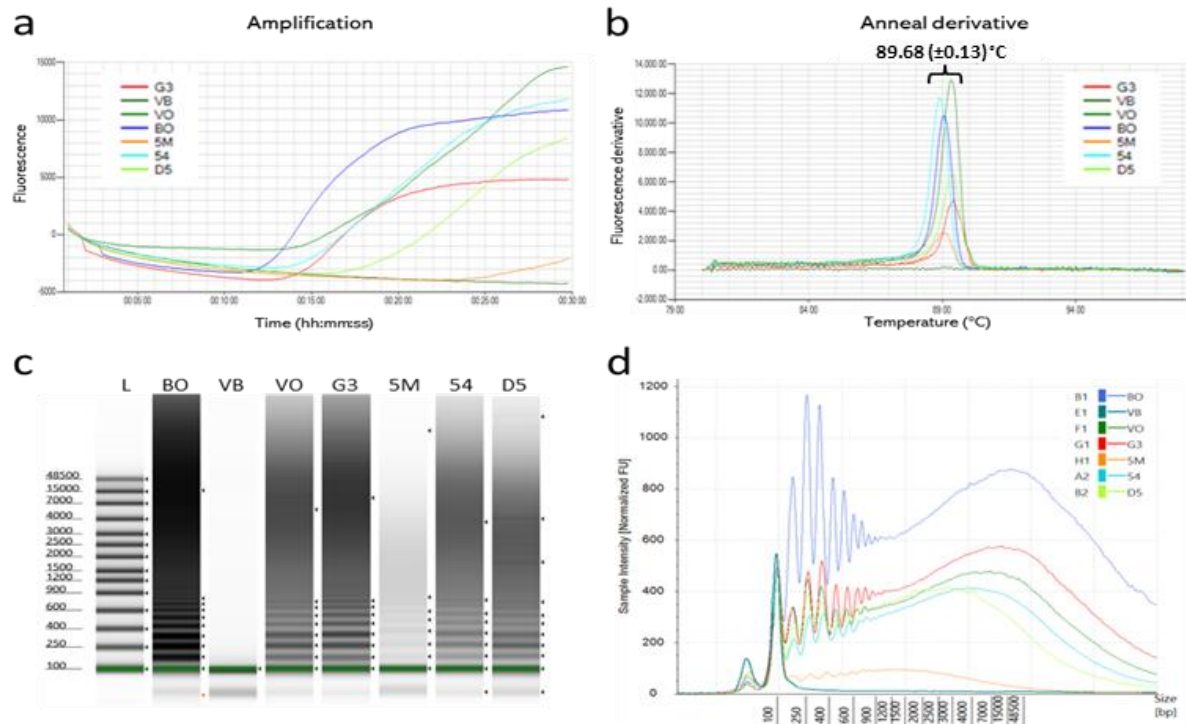 a
Amplification
15000
10000
5000
0
-5000
Fluorescence
G3
VB
VO
BO
5M
54
D5
00:05:00
00:10:00
00:15:00
00:20:00
00:25:00
00:30:00
Time (hh:mm:ss)
b
Anneal derivative
89.68 (±0.13) °C
14,000.00
12,000.00
10,000.00
8,000.00
6,000.00
4,000.00
2,000.00
0.00
-2,000.00
Fluorescence derivative
G3
VB
VO
BO
5M
54
D5
79.00
84.00
89.00
94.00
Temperature (°C)
c
L BO VB VO G3 5M 54 D5
48500
15000
7000
4000
3000
2500
2000
1500
1200
900
600
400
250
100
d
1200
1000
800
600
400
200
0
Sample Intensity [Normalized FU]
B1 BO
E1 VB
F1 VO
G1 G3
H1 5M
A2 54
B2 D5
100
250
400
600
900
1200
1500
2000
2500
3000
4000
7000
15000
48500
Size
[bp]